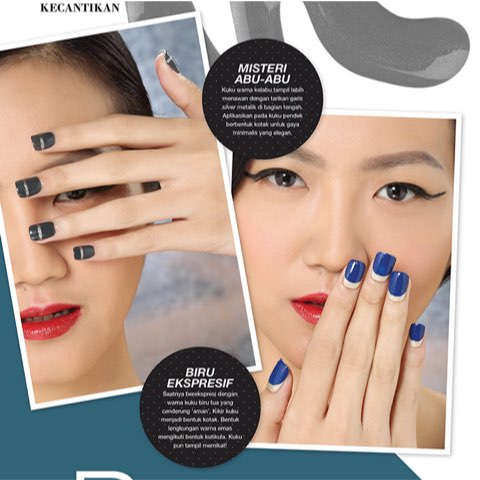 KECANTIKAN
MISTERI
ABU-ABU
Kuku warna kelabu tampil lebih
menawan dengan tarikan garis
silver metalik di bagian tengah.
Aplikasikan pada kuku pendek
berbentuk kotak untuk gaya
minimalis yang elegan.
BIRU
EKSPRESIF
Saatnya berekspresi dengan
warna kuku biru tua yang
cenderung 'aman'. Kikir kuku
menjadi bentuk kotak. Bentuk
lengkungan warna emas
mengikuti bentuk kutikula. Kuku
pun tampil memikat!